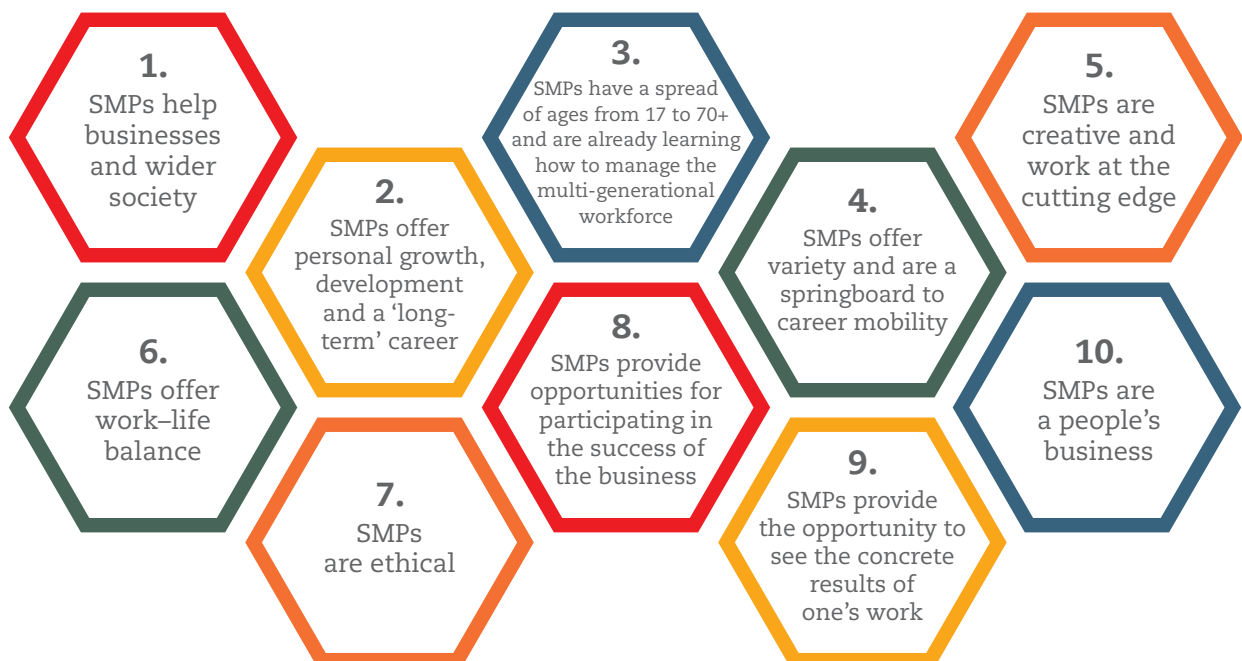 1.
SMPs help
businesses
and wider
society
2.
SMPs offer
personal growth,
development
and a ‘long-
term’ career
3.
SMPs have a spread
of ages from 17 to 70+
and are already learning
how to manage the
multi-generational
workforce
4.
SMPs offer
variety and are a
springboard to
career mobility
5.
SMPs are
creative and
work at the
cutting edge
6.
SMPs offer
work–life
balance
7.
SMPs
are ethical
8.
SMPs provide
opportunities for
participating in
the success of
the business
9.
SMPs provide
the opportunity to
see the concrete
results of
one’s work
10.
SMPs are
a people’s
business